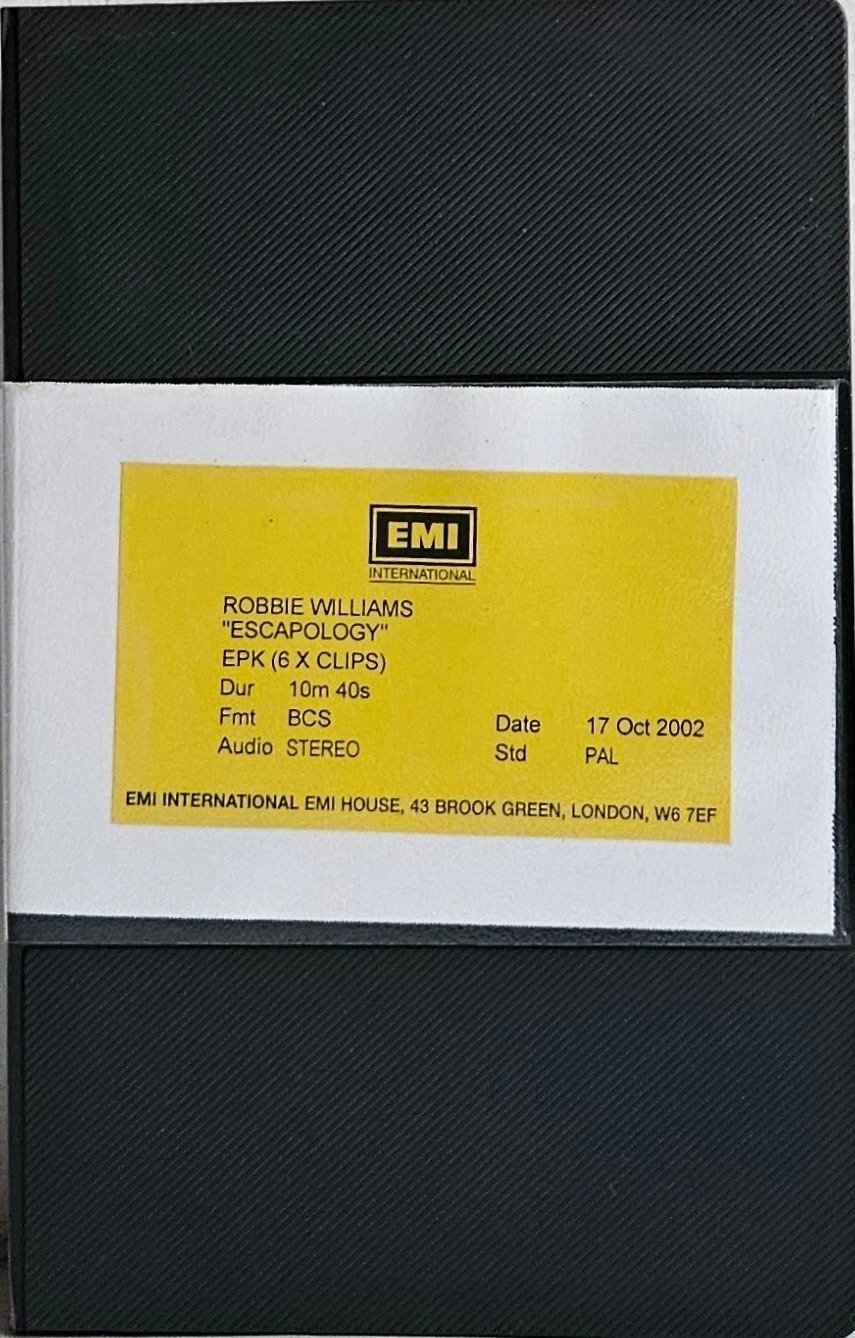 EMI
INTERNATIONAL
ROBBIE WILLIAMS
"ESCAPOLOGY"
EPK (6 X CLIPS)
Dur 10m 40s
Fmt BCS Date 17 Oct 2002
Audio STEREO Std PAL
EMI INTERNATIONAL EMI HOUSE, 43 BROOK GREEN, LONDON, W6 7EF